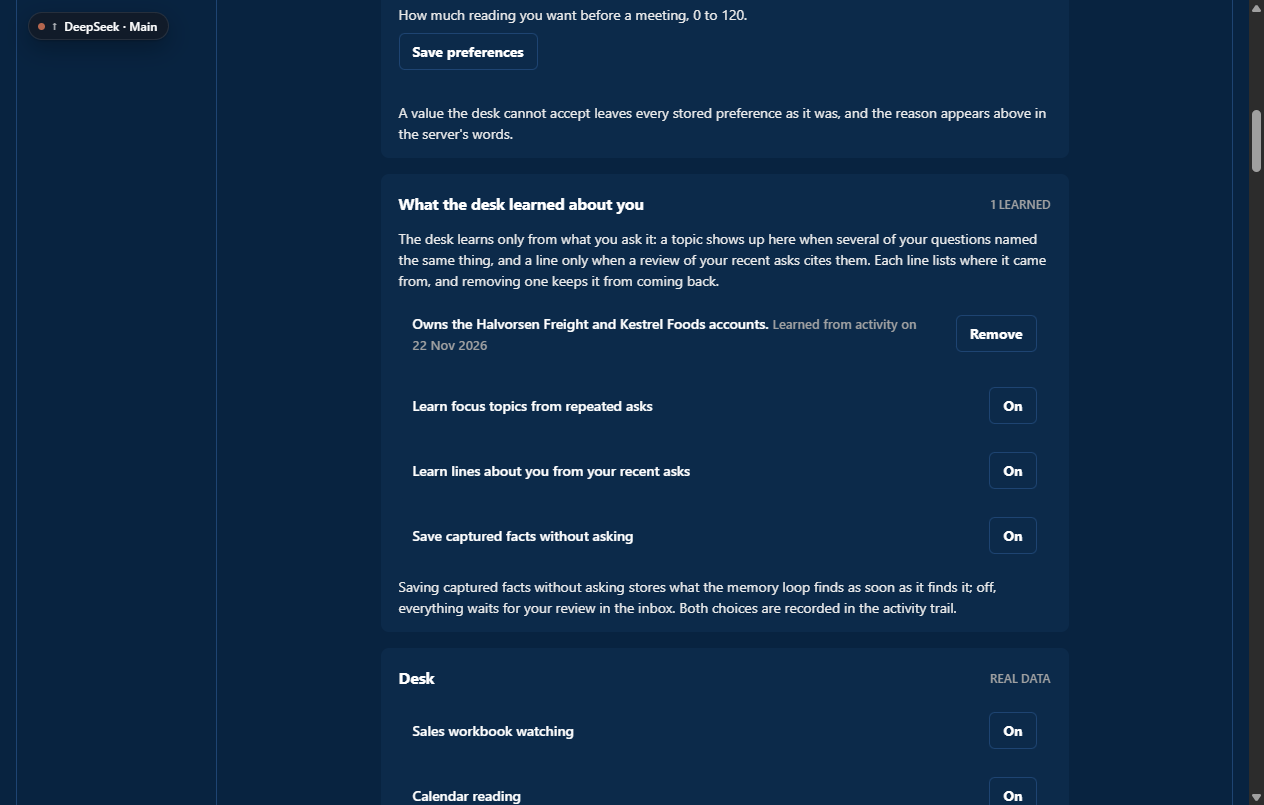 ↑ DeepSeek · Main
How much reading you want before a meeting, 0 to 120.
Save preferences
A value the desk cannot accept leaves every stored preference as it was, and the reason appears above in
the server's words.
What the desk learned about you
1 LEARNED
The desk learns only from what you ask it: a topic shows up here when several of your questions named
the same thing, and a line only when a review of your recent asks cites them. Each line lists where it came
from, and removing one keeps it from coming back.
Owns the Halvorsen Freight and Kestrel Foods accounts. Learned from activity on
22 Nov 2026
Remove
Learn focus topics from repeated asks
On
Learn lines about you from your recent asks
On
Save captured facts without asking
On
Saving captured facts without asking stores what the memory loop finds as soon as it finds it; off,
everything waits for your review in the inbox. Both choices are recorded in the activity trail.
Desk
REAL DATA
Sales workbook watching
On
Calendar reading
On